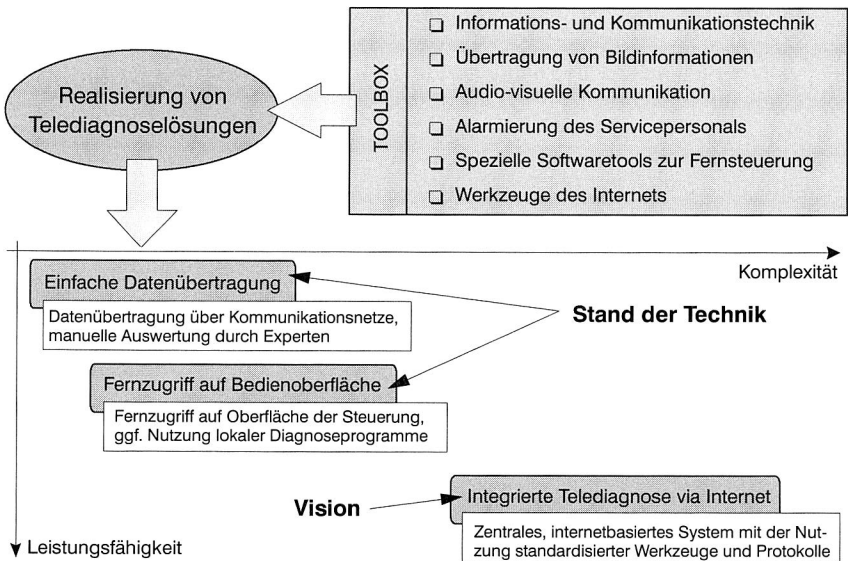 Realisierung von
Telediagnoselösungen
TOOLBOX
❏ Informations- und Kommunikationstechnik
❏ Übertragung von Bildinformationen
❏ Audio-visuelle Kommunikation
❏ Alarmierung des Servicepersonals
❏ Spezielle Softwaretools zur Fernsteuerung
❏ Werkzeuge des Internets
Komplexität
Einfache Datenübertragung
Datenübertragung über Kommunikationsnetze,
manuelle Auswertung durch Experten
Stand der Technik
Fernzugriff auf Bedienoberfläche
Fernzugriff auf Oberfläche der Steuerung,
ggf. Nutzung lokaler Diagnoseprogramme
Vision
Integrierte Telediagnose via Internet
Zentrales, internetbasiertes System mit der Nut-
zung standardisierter Werkzeuge und Protokolle
Leistungsfähigkeit